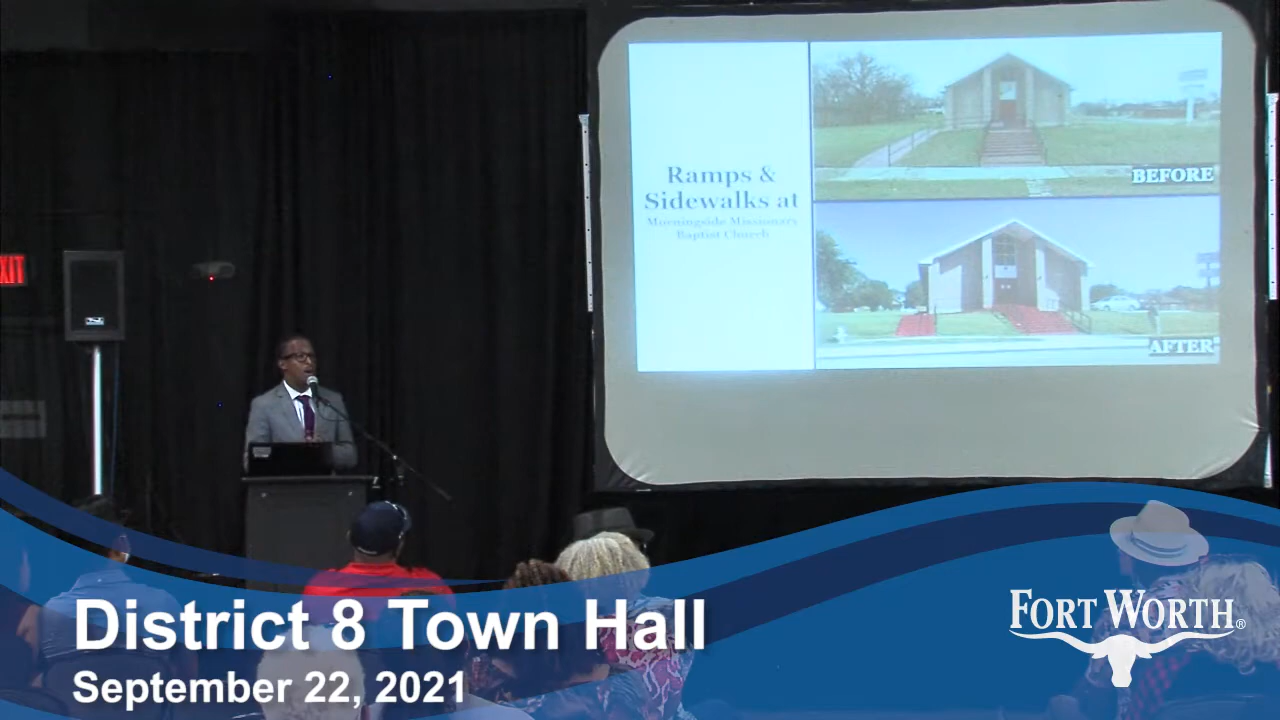 Ramps &
Sidewalks at
Morningside Missionary
Baptist Church
BEFORE
AFTER
EXIT
District 8 Town Hall
September 22, 2021
FORT WORTH®